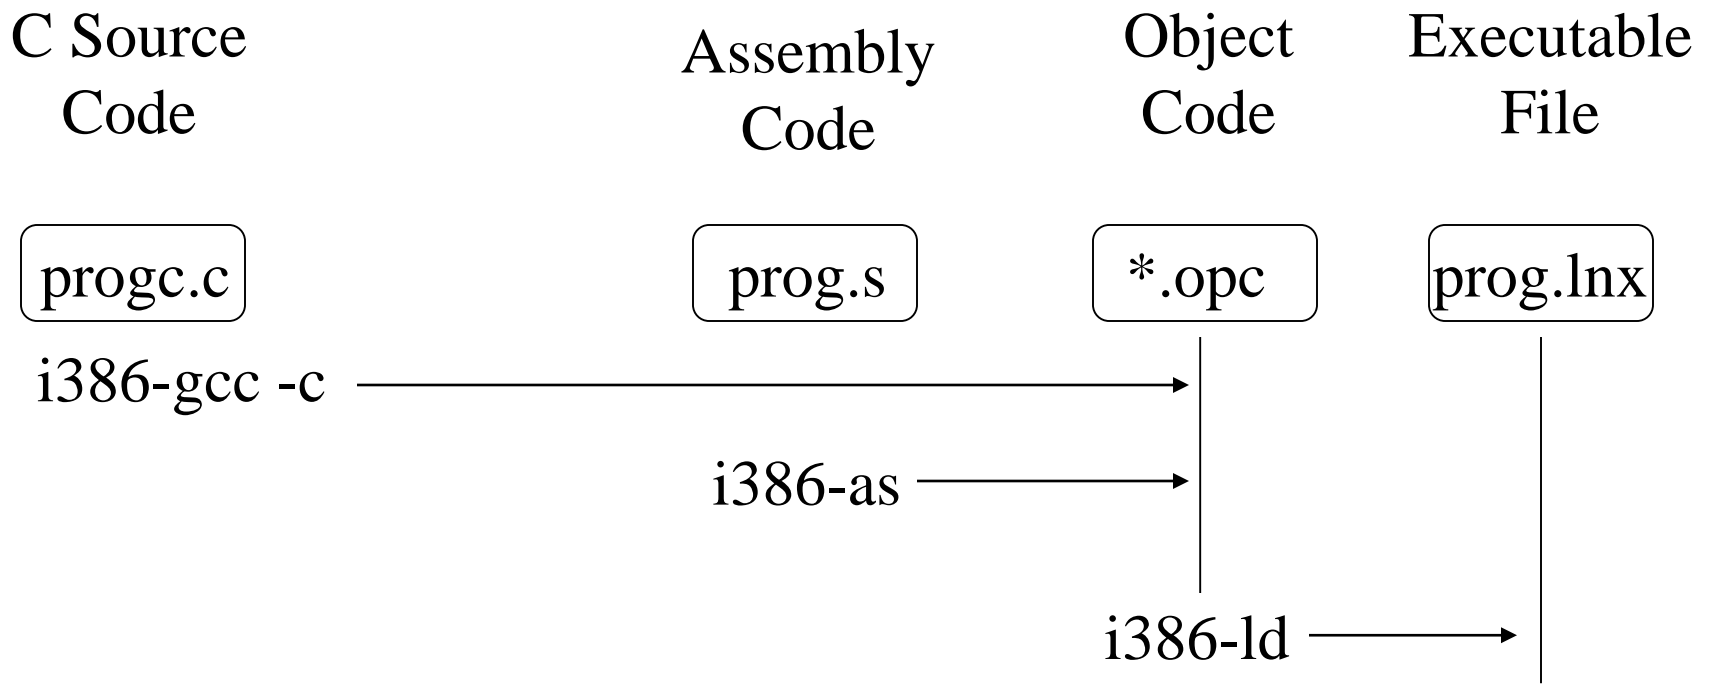 C Source
Code
Assembly
Code
Object
Code
Executable
File
progc.c
prog.s
*.opc
prog.lnx
i386-gcc -c
i386-as
i386-ld